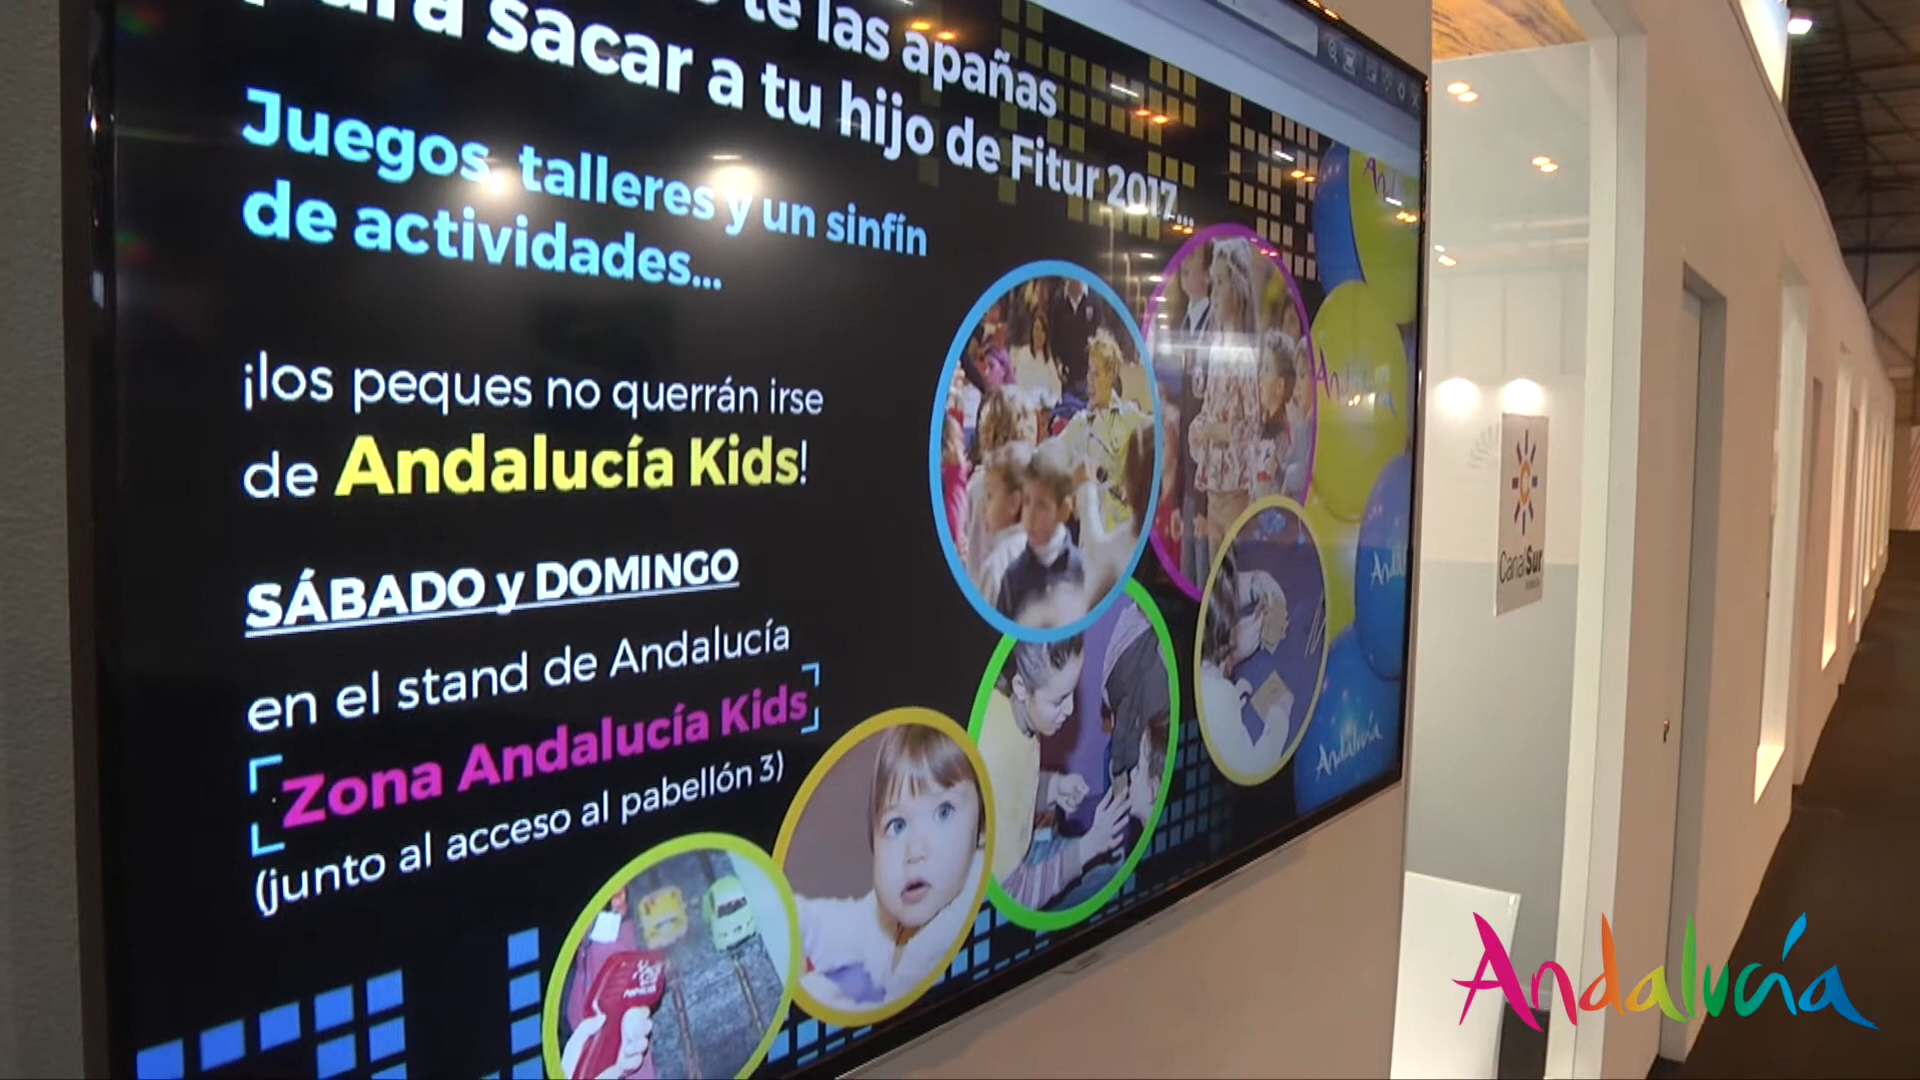 te las apañas
para sacar a tu hijo de Fitur 2017...
Juegos, talleres y un sinfín
de actividades...
¡los peques no querrán irse
de Andalucía Kids!
SÁBADO y DOMINGO
en el stand de Andalucía
Zona Andalucía Kids
(junto al acceso al pabellón 3)
Andalucía
CanalSur
Andalucía